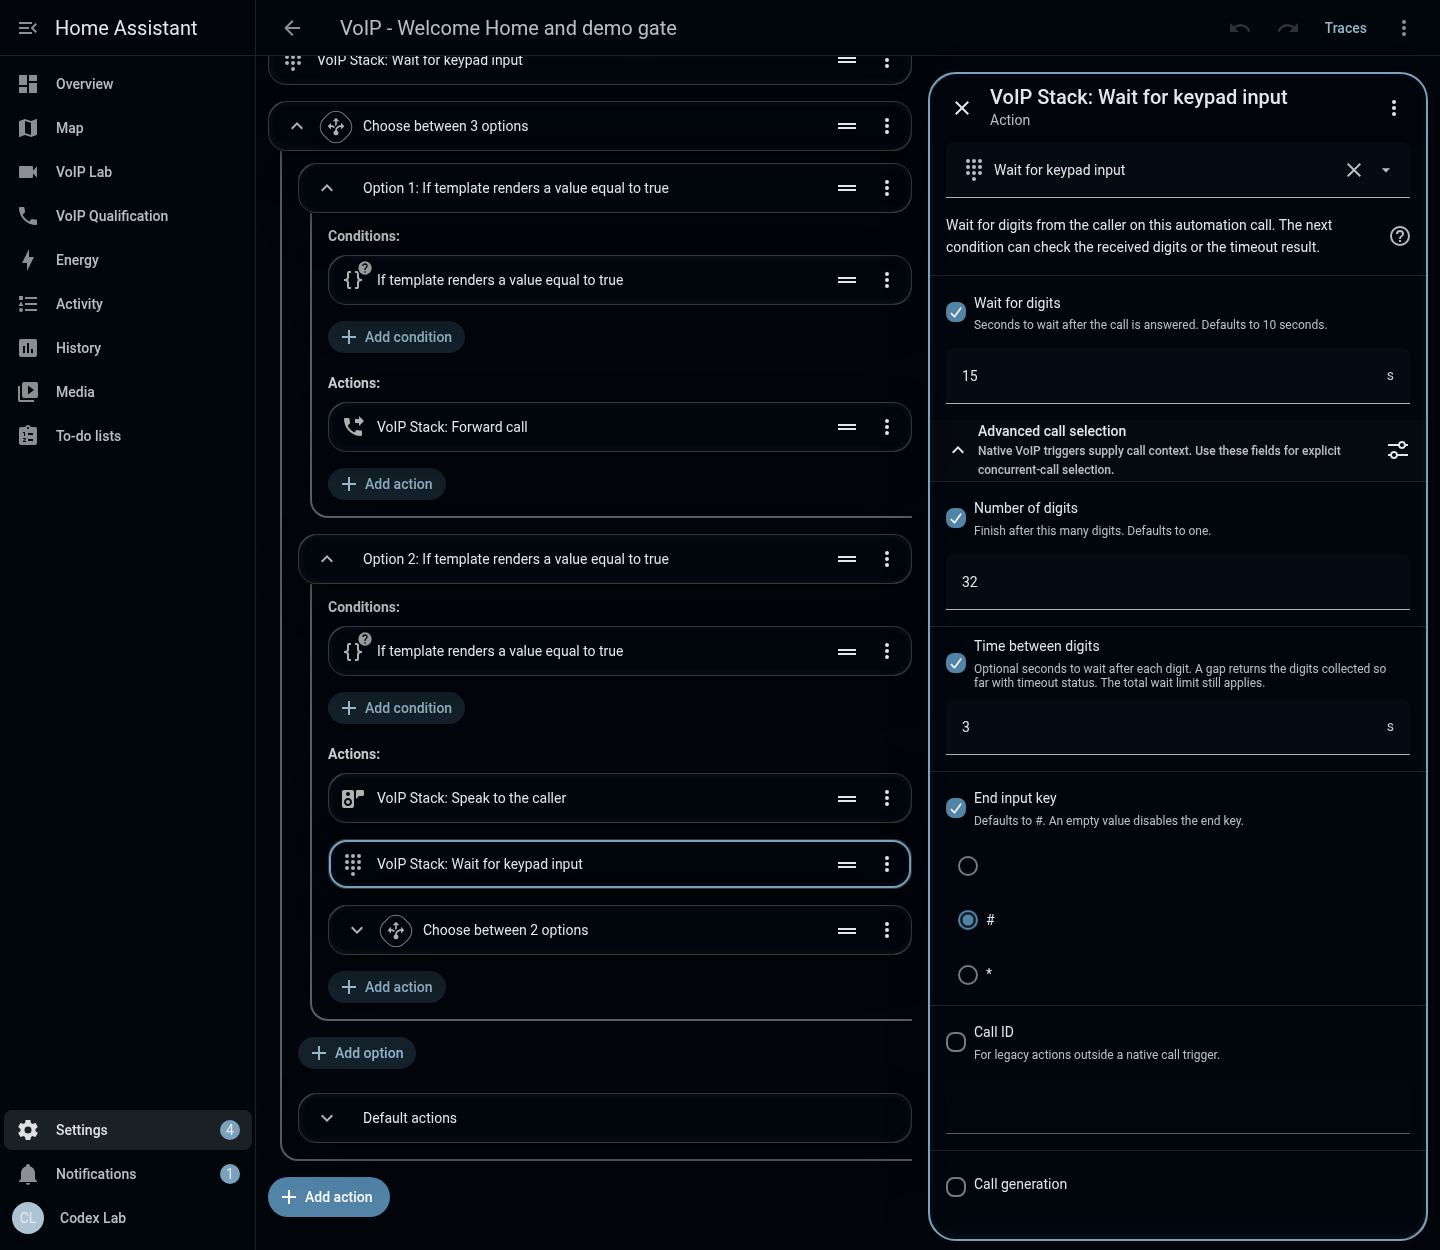 Home Assistant
VoIP - Welcome Home and demo gate
Traces
Overview
Map
VoIP Lab
VoIP Qualification
Energy
Activity
History
Media
To-do lists
Settings
4
Notifications
1
CL
Codex Lab
VoIP Stack: Wait for keypad input
Choose between 3 options
Option 1: If template renders a value equal to true
Conditions:
If template renders a value equal to true
Add condition
Actions:
VoIP Stack: Forward call
Add action
Option 2: If template renders a value equal to true
Conditions:
If template renders a value equal to true
Add condition
Actions:
VoIP Stack: Speak to the caller
VoIP Stack: Wait for keypad input
Choose between 2 options
Add action
Add option
Default actions
Add action
VoIP Stack: Wait for keypad input
Action
Wait for keypad input
Wait for digits from the caller on this automation call. The next
condition can check the received digits or the timeout result.
Wait for digits
Seconds to wait after the call is answered. Defaults to 10 seconds.
15
s
Advanced call selection
Native VoIP triggers supply call context. Use these fields for explicit
concurrent-call selection.
Number of digits
Finish after this many digits. Defaults to one.
32
Time between digits
Optional seconds to wait after each digit. A gap returns the digits collected so
far with timeout status. The total wait limit still applies.
3
s
End input key
Defaults to #. An empty value disables the end key.
#
*
Call ID
For legacy actions outside a native call trigger.
Call generation